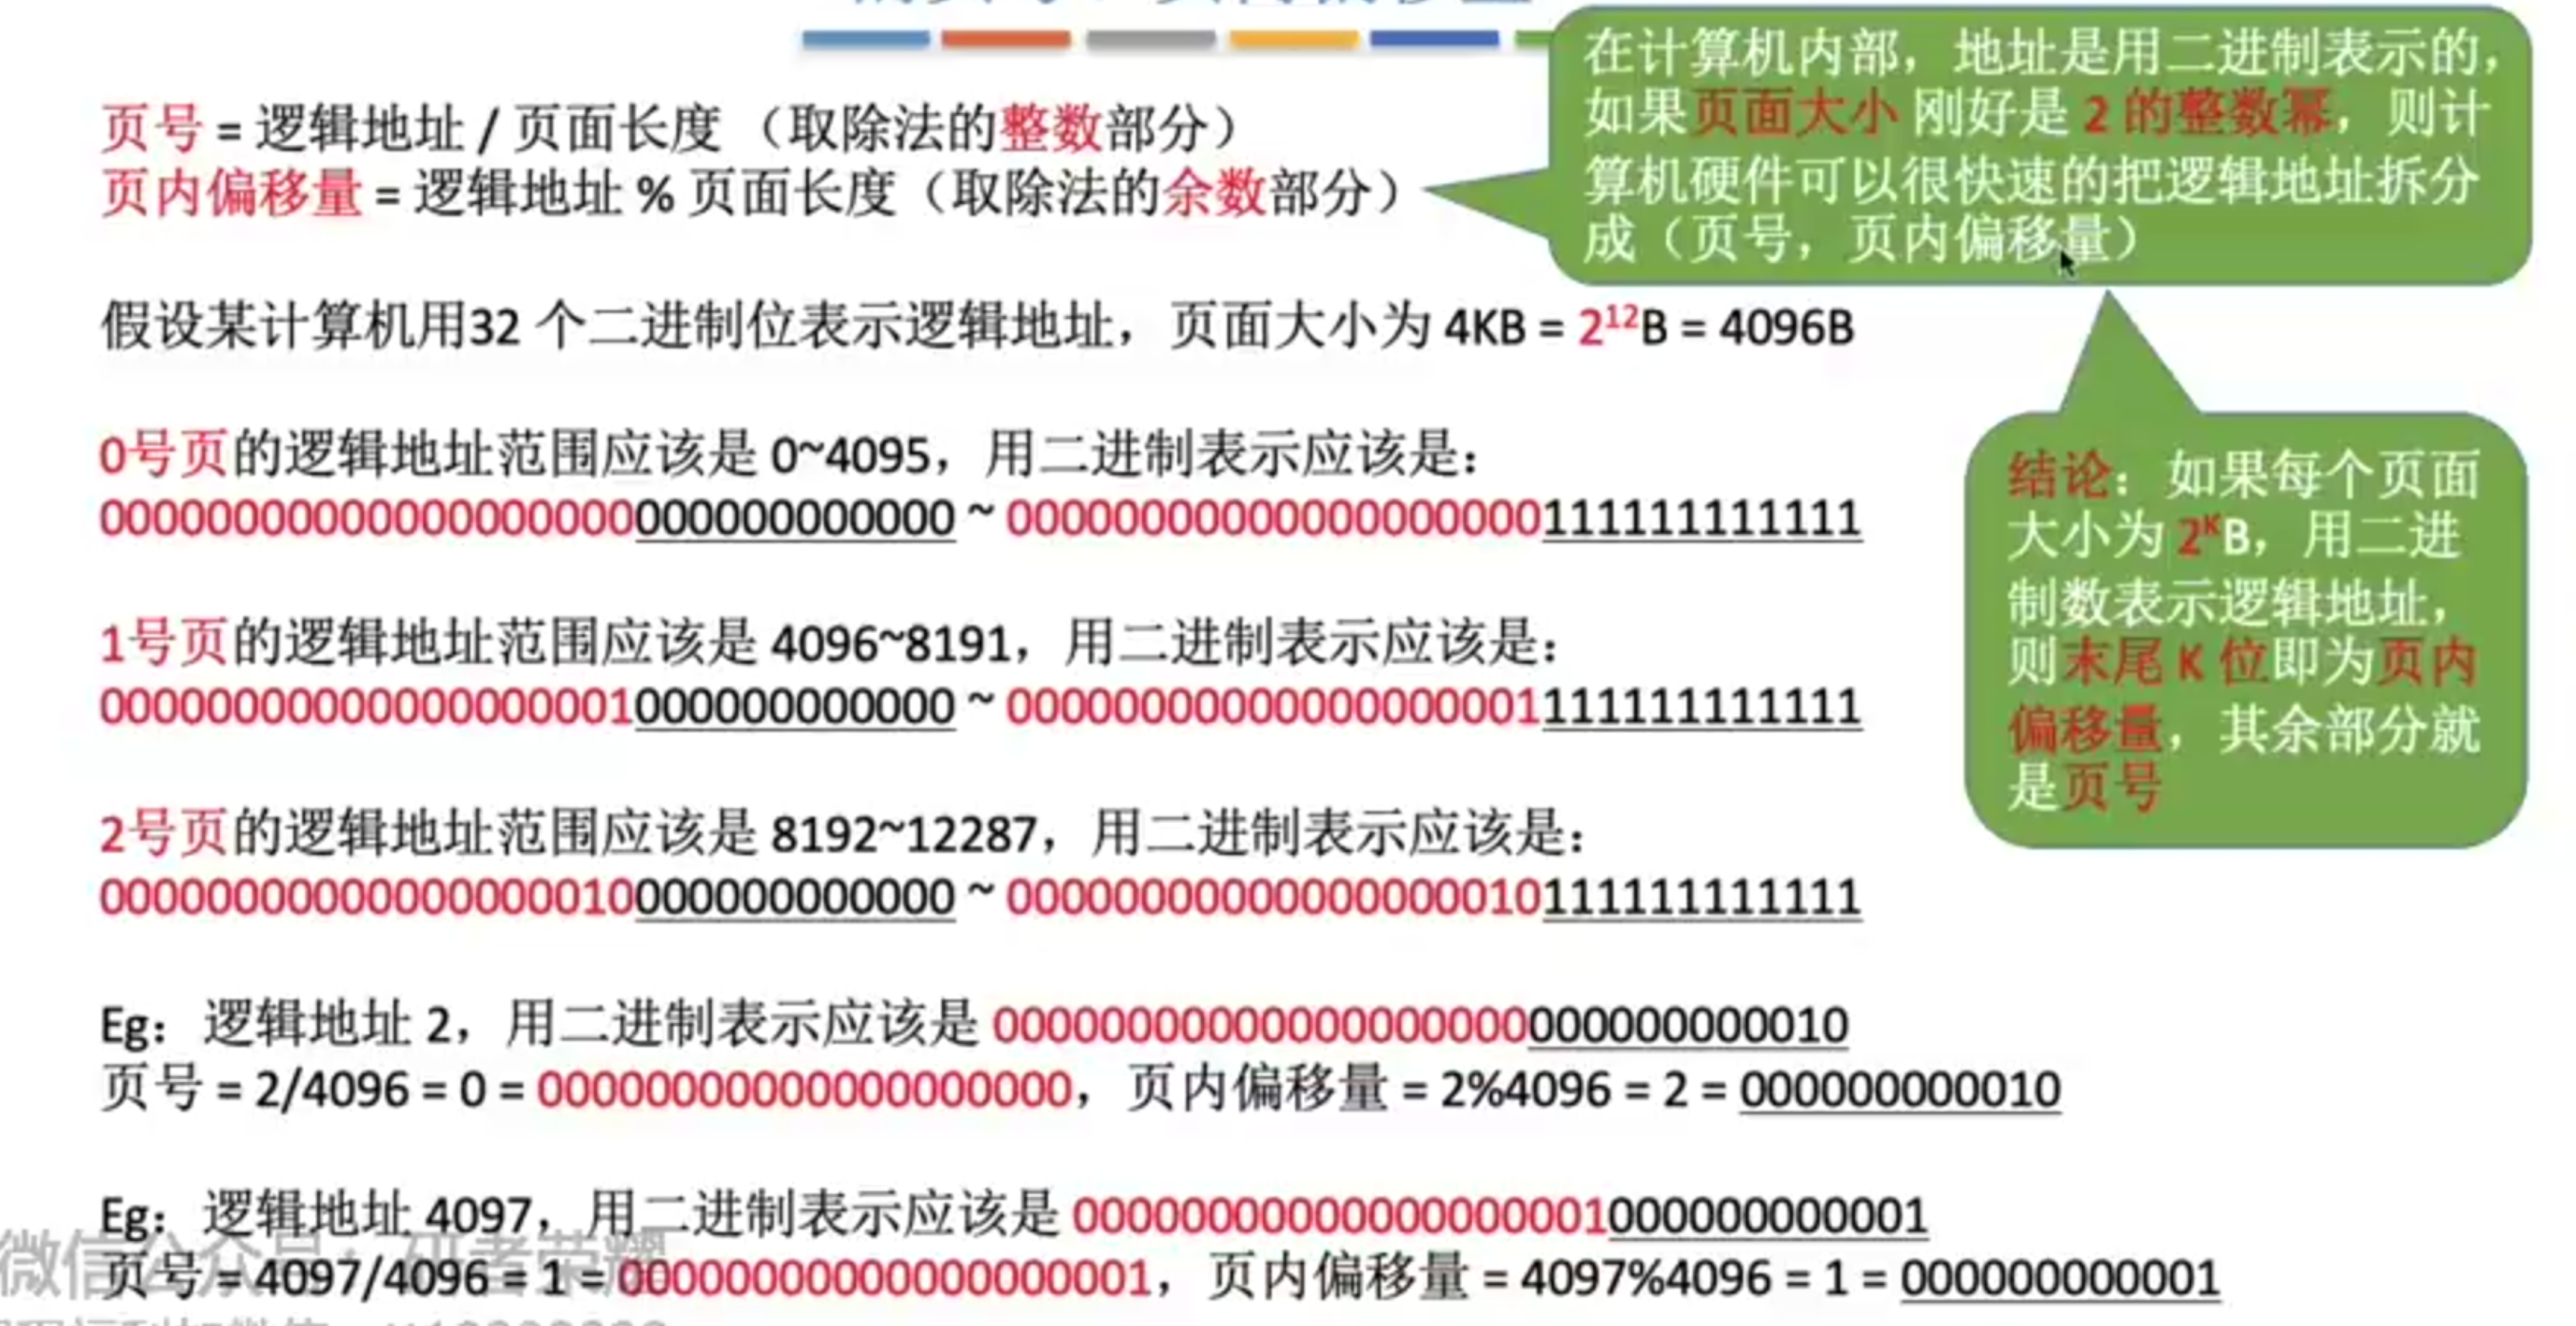 页号 = 逻辑地址 / 页面长度 （取除法的整数部分）
页内偏移量 = 逻辑地址 % 页面长度（取除法的余数部分）
在计算机内部，地址是用二进制表示的，
如果页面大小 刚好是 2 的整数幂，则计
算机硬件可以很快速的把逻辑地址拆分
成（页号，页内偏移量）
假设某计算机用32 个二进制位表示逻辑地址，页面大小为 4KB = 2¹²B = 4096B
0号页的逻辑地址范围应该是 0~4095，用二进制表示应该是：
00000000000000000000000000000000 ~ 00000000000000000000111111111111
1号页的逻辑地址范围应该是 4096~8191，用二进制表示应该是：
00000000000000000001000000000000 ~ 00000000000000000001111111111111
2号页的逻辑地址范围应该是 8192~12287，用二进制表示应该是：
00000000000000000010000000000000 ~ 00000000000000000010111111111111
结论：如果每个页面
大小为 2ᴷB，用二进
制数表示逻辑地址，
则末尾 K 位即为页内
偏移量，其余部分就
是页号
Eg：逻辑地址 2，用二进制表示应该是 00000000000000000000000000000010
页号 = 2/4096 = 0 = 00000000000000000000，页内偏移量 = 2%4096 = 2 = 000000000010
Eg：逻辑地址 4097，用二进制表示应该是 00000000000000000001000000000001
页号 = 4097/4096 = 1 = 00000000000000000001，页内偏移量 = 4097%4096 = 1 = 000000000001
微信公众号：研者荣耀